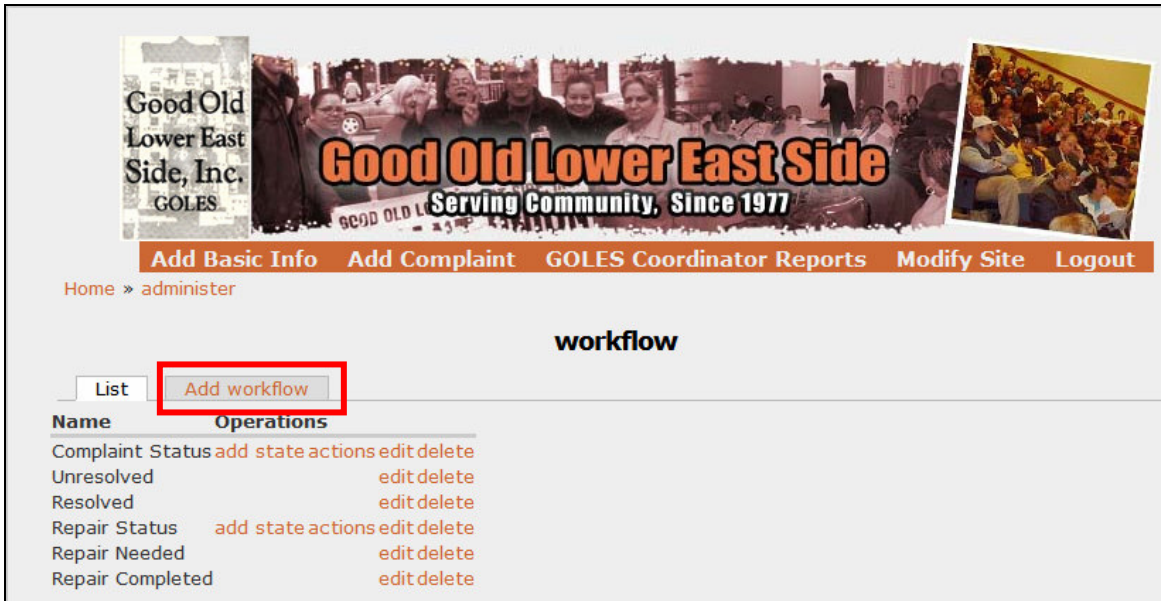 Good Old
Lower East
Side, Inc.
GOLES
Good Old Lower East Side
Serving Community, Since 1977
GOOD OLD L
Add Basic Info Add Complaint GOLES Coordinator Reports Modify Site Logout
Home » administer
workflow
List Add workflow
Name Operations
Complaint Status add state actions edit delete
Unresolved edit delete
Resolved edit delete
Repair Status add state actions edit delete
Repair Needed edit delete
Repair Completed edit delete